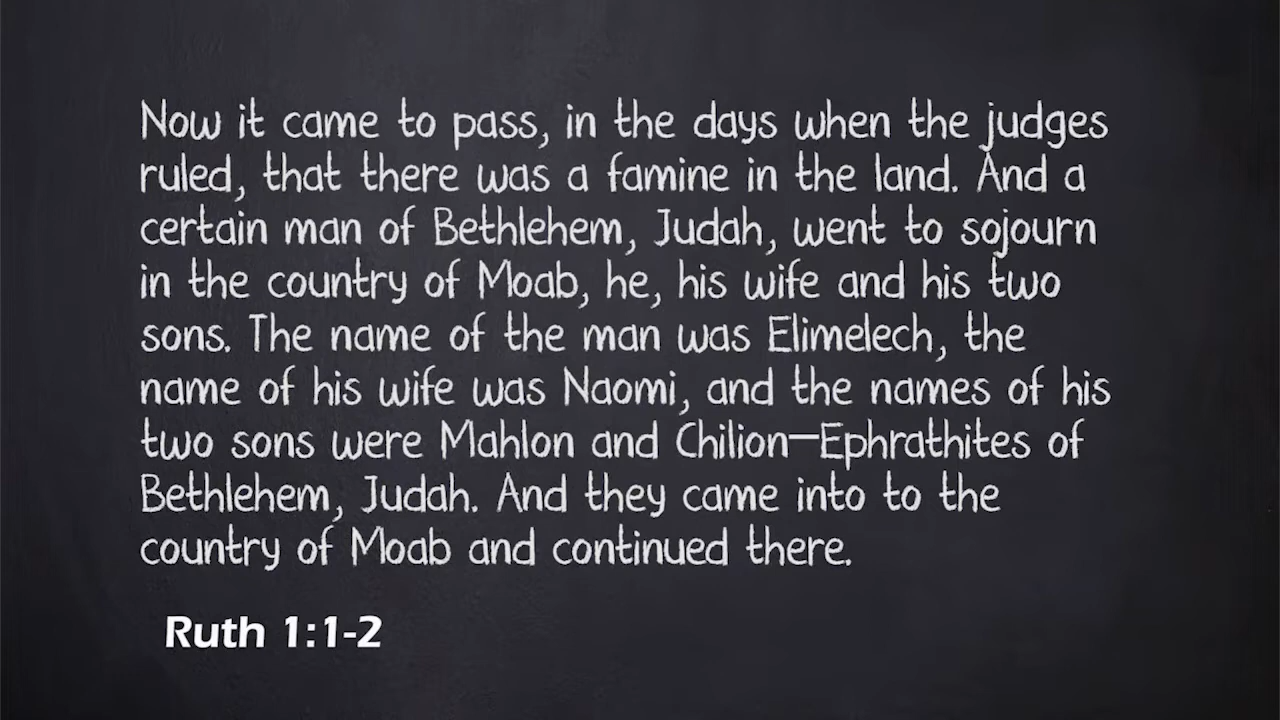 Now it came to pass, in the days when the judges
ruled, that there was a famine in the land. And a
certain man of Bethlehem, Judah, went to sojourn
in the country of Moab, he, his wife and his two
sons. The name of the man was Elimelech, the
name of his wife was Naomi, and the names of his
two sons were Mahlon and Chilion—Ephrathites of
Bethlehem, Judah. And they came into to the
country of Moab and continued there.
Ruth 1:1-2